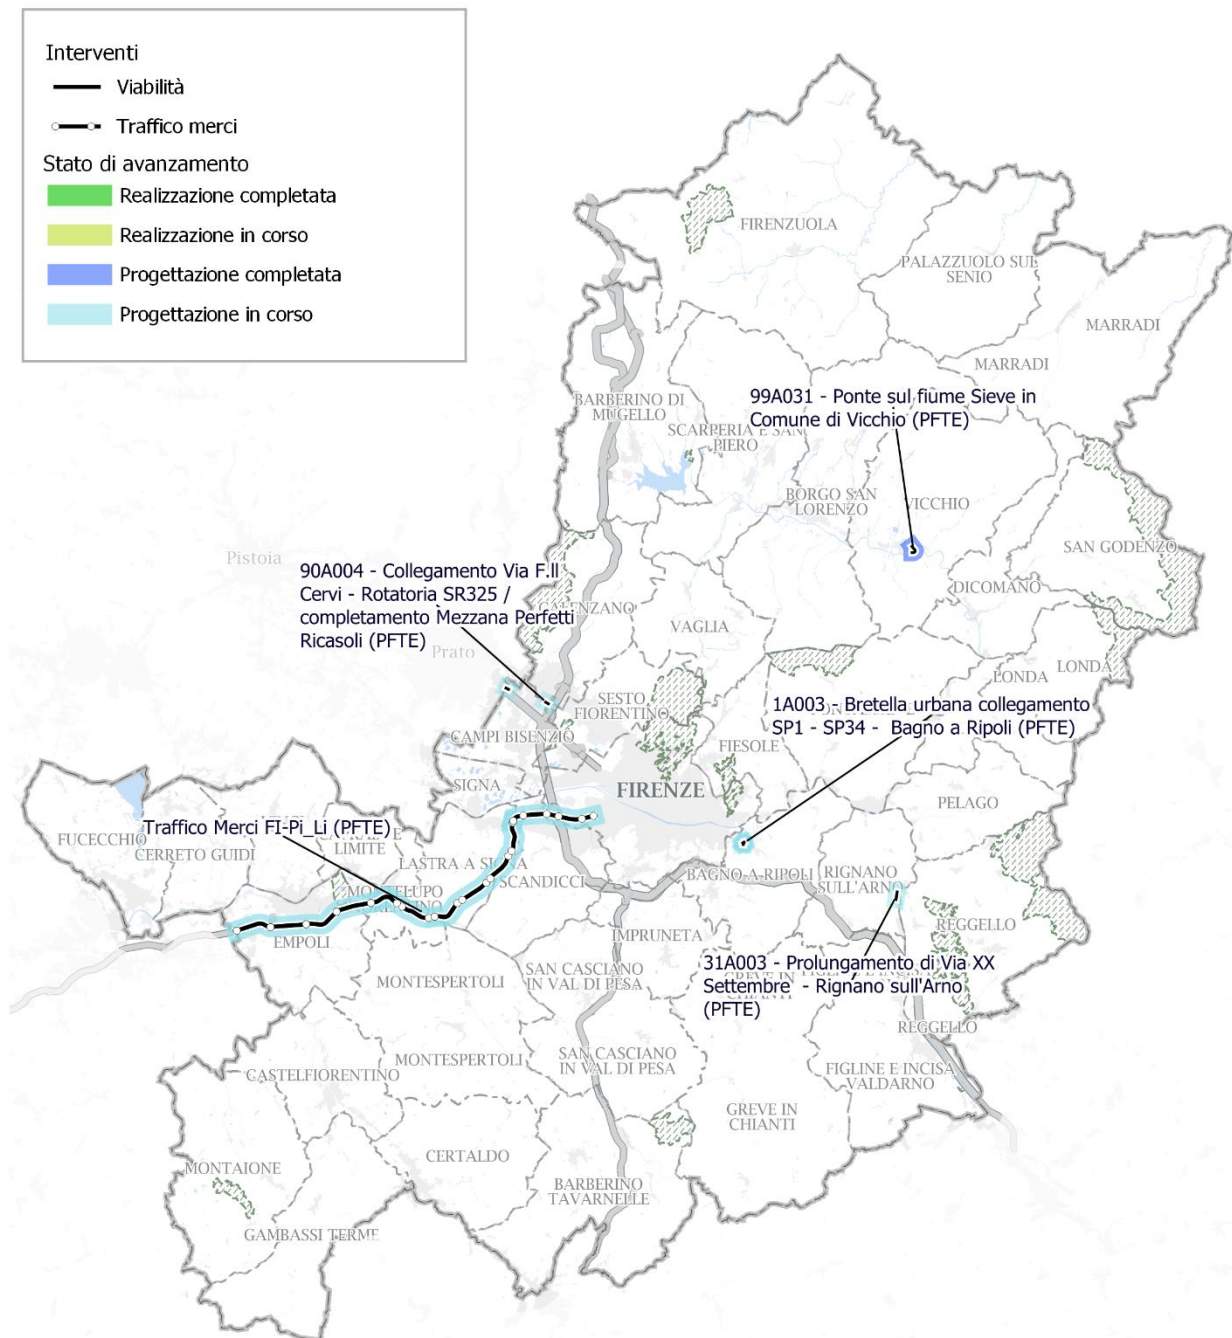 Interventi
Viabilità
Traffico merci
Stato di avanzamento
Realizzazione completata
Realizzazione in corso
Progettazione completata
Progettazione in corso
FIRENZUOLA
PALAZZUOLO SUL
SENIO
MARRADI
MARRADI
BARBERINO DI
MUGELLO
99A031 - Ponte sul fiume Sieve in
Comune di Vicchio (PFTE)
SCARPERIA E SAN
PIERO
BORGO SAN
LORENZO
VICCHIO
SAN GODENZO
Pistoia
90A004 - Collegamento Via F.ll
Cervi - Rotatoria SR325 /
completamento Mezzana Perfetti
Ricasoli (PFTE)
CALENZANO
DICOMANO
VAGLIA
Prato
LONDA
LONDA
SESTO
FIORENTINO
1A003 - Bretella urbana collegamento
SP1 - SP34 - Bagno a Ripoli (PFTE)
CAMPI BISENZIO
FIESOLE
SIGNA
FIRENZE
PELAGO
FUCECCHIO
Traffico Merci FI-Pi_Li (PFTE)
CERRETO GUIDI
LIMITE
LASTRA A SIGNA
SCANDICCI
BAGNO A RIPOLI
RIGNANO
SULL'ARNO
MONTELUPO
EMPOLI
IMPRUNETA
REGGELLO
MONTESPERTOLI
SAN CASCIANO
IN VAL DI PESA
31A003 - Prolungamento di Via XX
Settembre - Rignano sull'Arno
(PFTE)
GREVE IN
CHIANTI
REGGELLO
MONTESPERTOLI
SAN CASCIANO
IN VAL DI PESA
FIGLINE E INCISA
VALDARNO
CASTELFIORENTINO
GREVE IN
CHIANTI
CERTALDO
MONTAIONE
BARBERINO
TAVARNELLE
GAMBASSI TERME